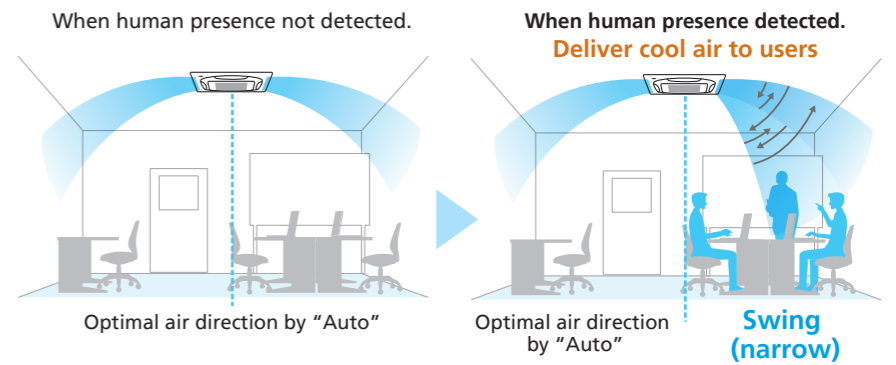 When human presence not detected.
Optimal air direction by “Auto”
When human presence detected.
Deliver cool air to users
Optimal air direction
by “Auto”
Swing
(narrow)